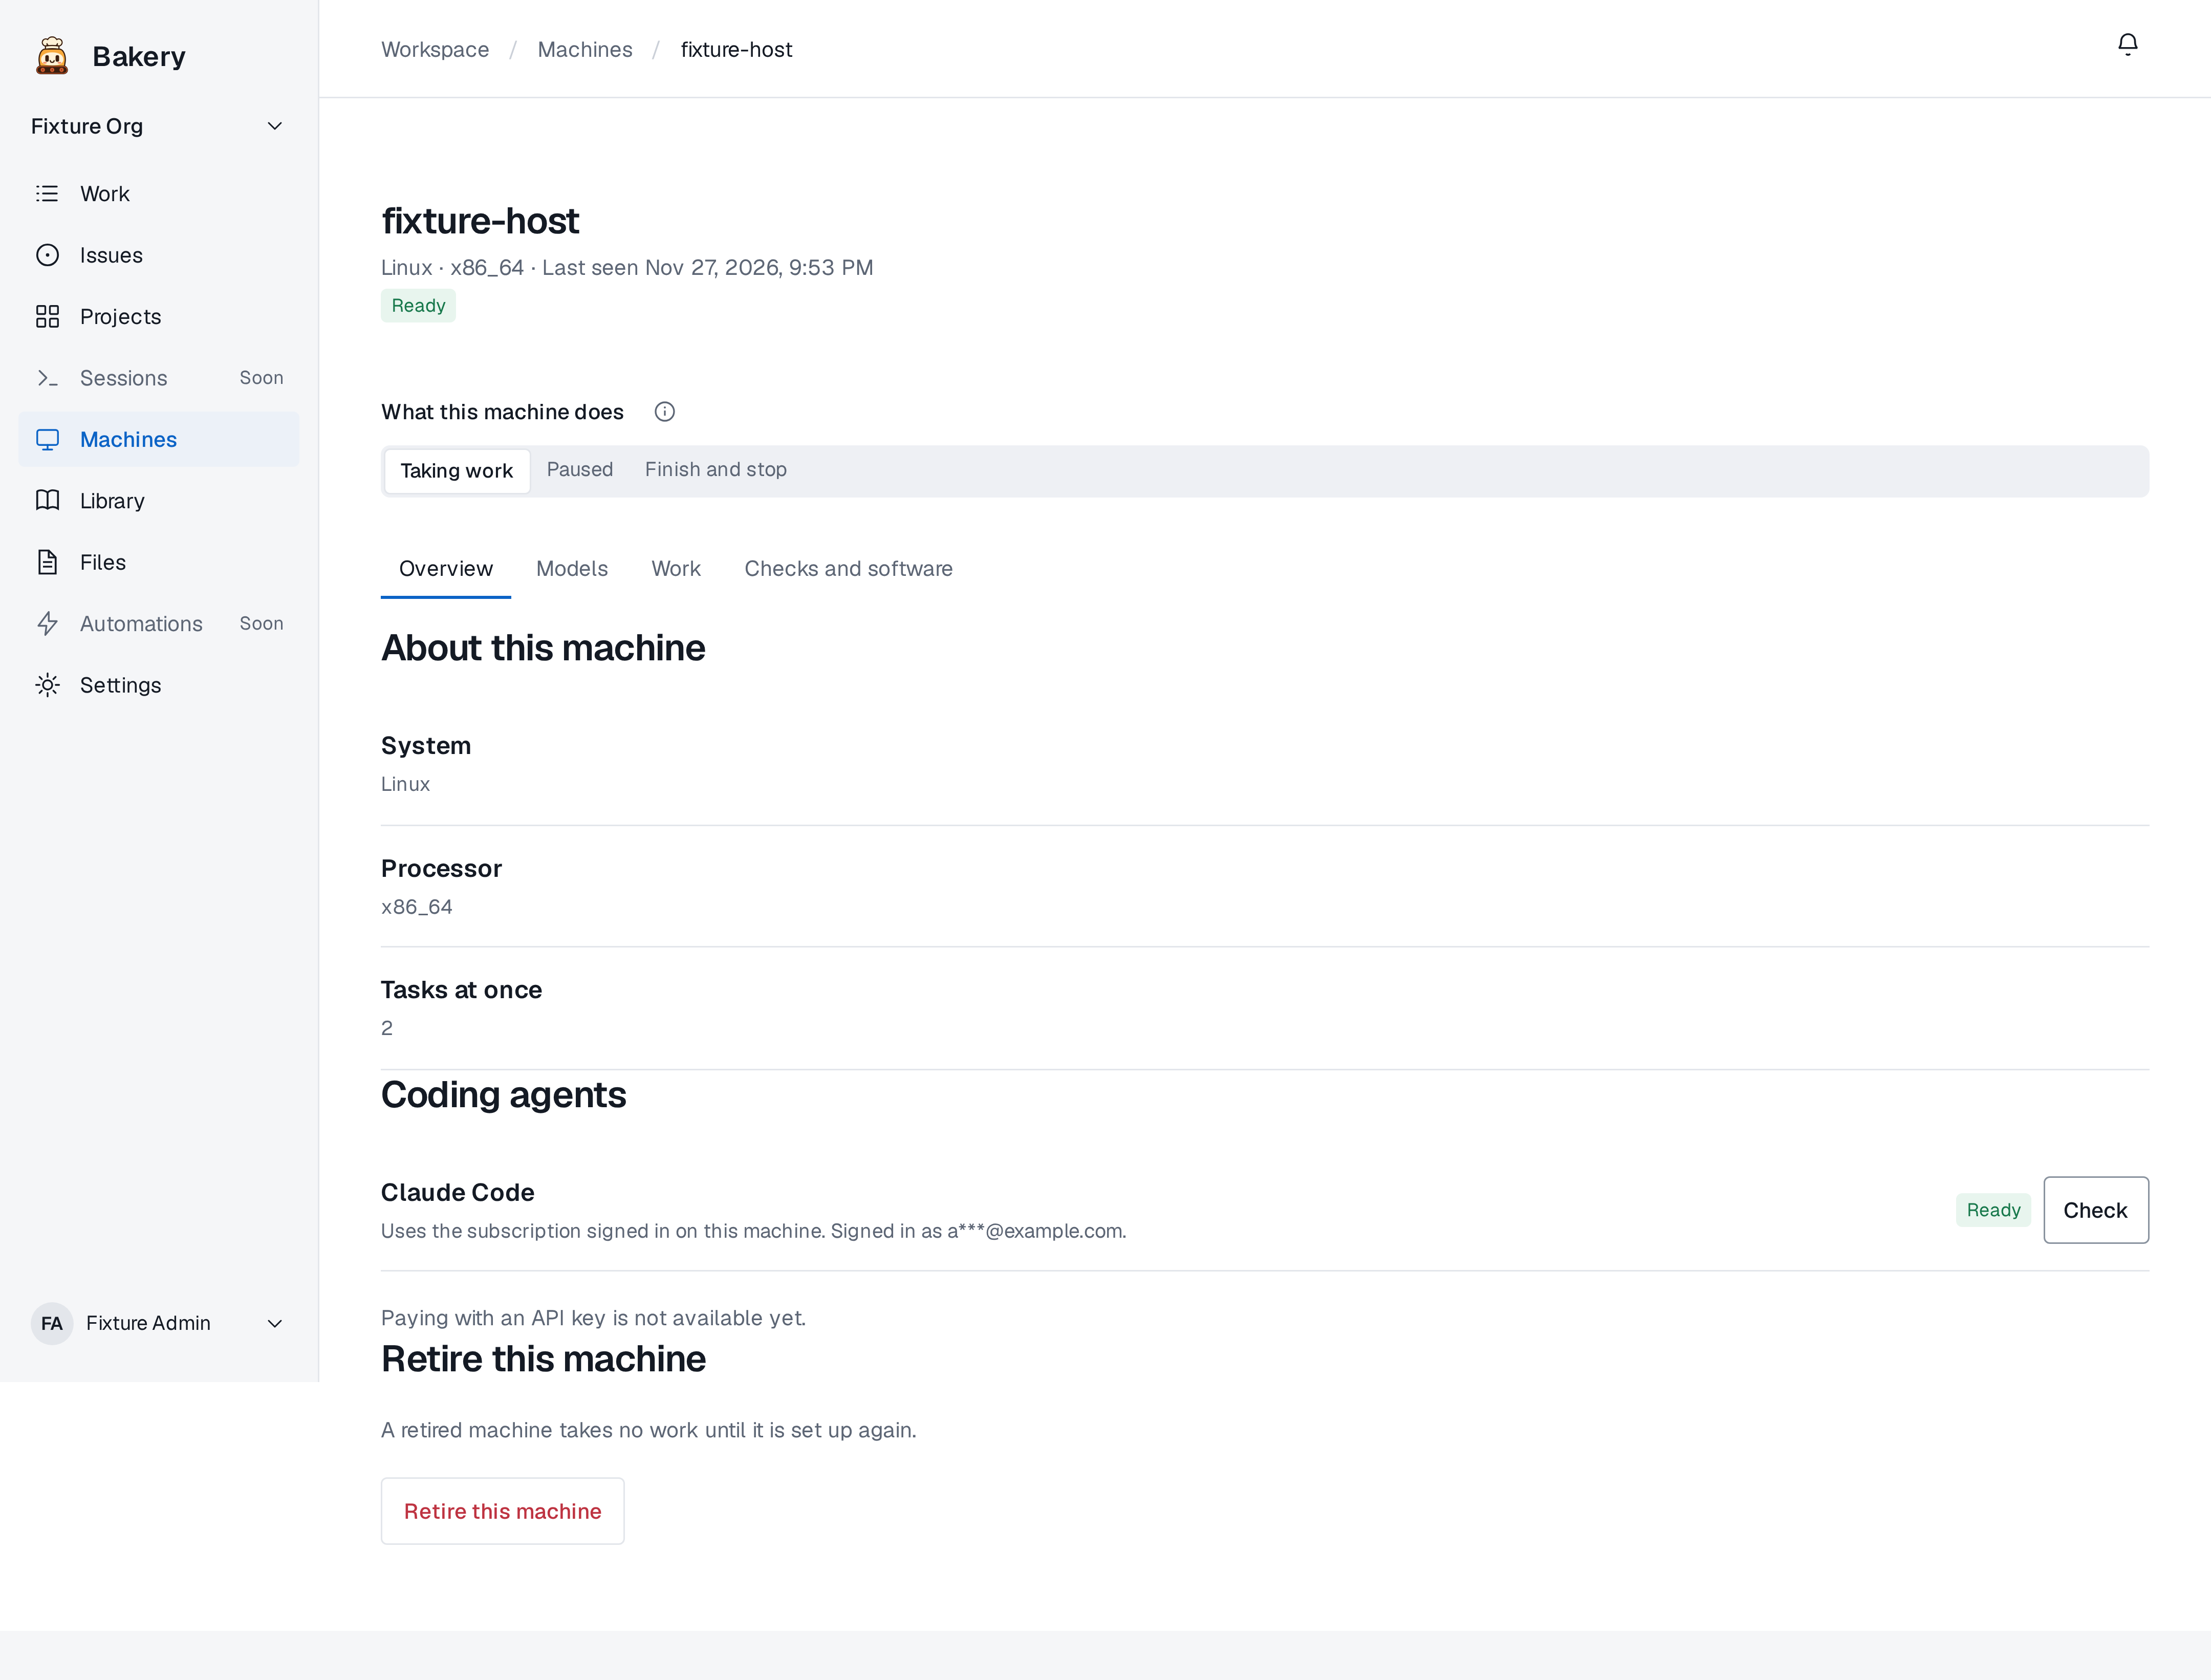 Bakery
Fixture Org
Work
Issues
Projects
Sessions Soon
Machines
Library
Files
Automations Soon
Settings
FA Fixture Admin
Workspace / Machines / fixture-host
fixture-host
Linux · x86_64 · Last seen Nov 27, 2026, 9:53 PM
Ready
What this machine does
Taking work Paused Finish and stop
Overview Models Work Checks and software
About this machine
System
Linux
Processor
x86_64
Tasks at once
2
Coding agents
Claude Code
Uses the subscription signed in on this machine. Signed in as a***@example.com.
Ready Check
Paying with an API key is not available yet.
Retire this machine
A retired machine takes no work until it is set up again.
Retire this machine